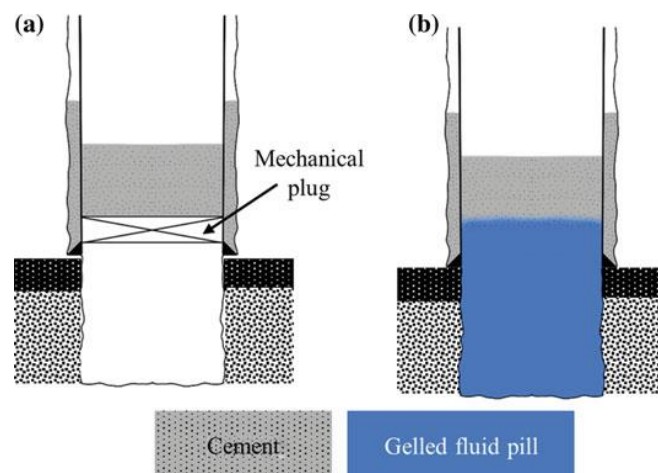 (a)
(b)
Mechanical
plug
Cement
Gelled fluid pill